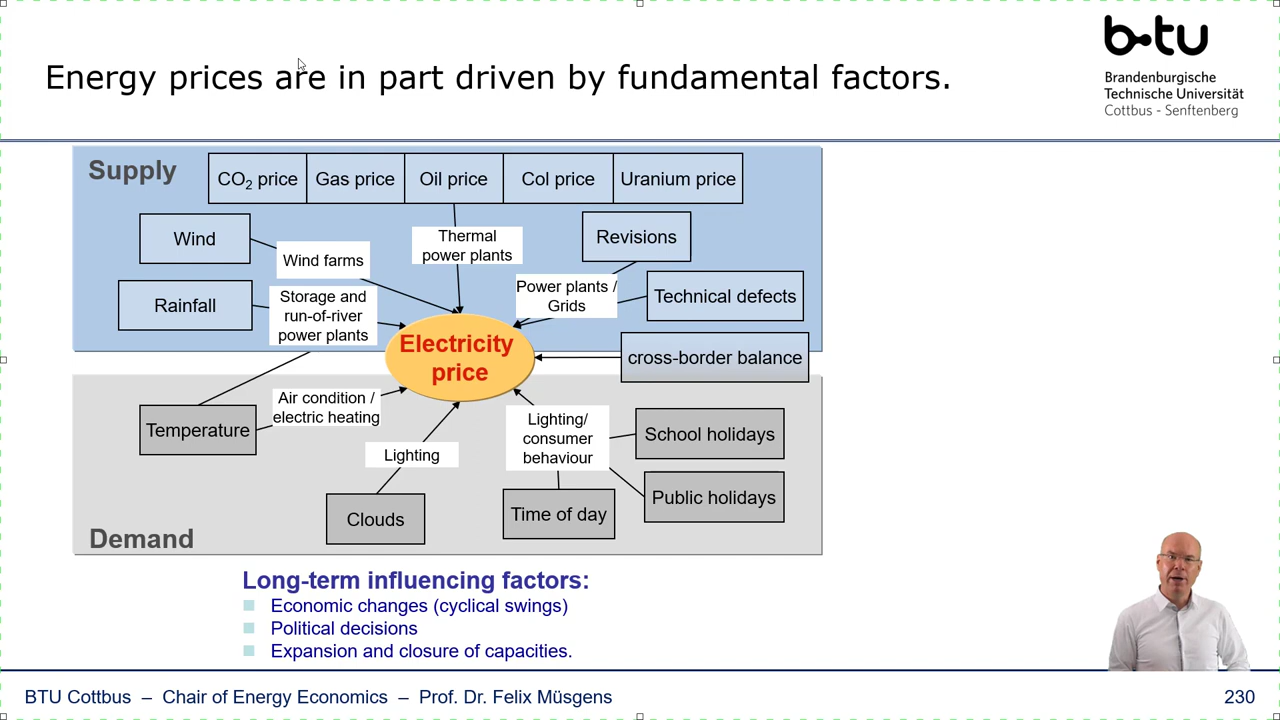 b-tu
Brandenburgische
Technische Universität
Cottbus - Senftenberg
Energy prices are in part driven by fundamental factors.
Supply
CO2 price
Gas price
Oil price
Col price
Uranium price
Wind
Wind farms
Thermal
power plants
Revisions
Rainfall
Storage and
run-of-river
power plants
Power plants /
Grids
Technical defects
Electricity
price
cross-border balance
Temperature
Air condition /
electric heating
Lighting
Lighting/
consumer
behaviour
School holidays
Public holidays
Clouds
Time of day
Demand
Long-term influencing factors:
Economic changes (cyclical swings)
Political decisions
Expansion and closure of capacities.
BTU Cottbus – Chair of Energy Economics – Prof. Dr. Felix Müsgens
230